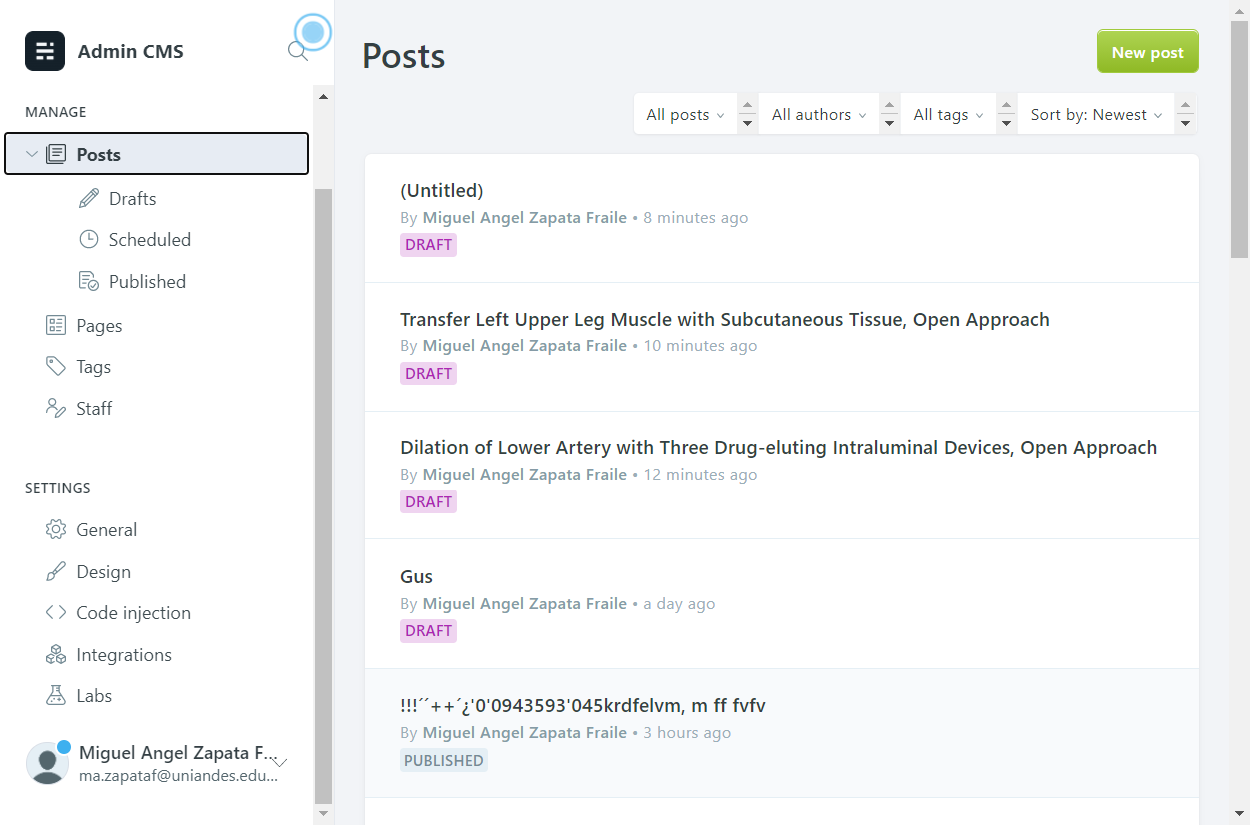 Admin CMS
MANAGE
Posts
Drafts
Scheduled
Published
Pages
Tags
Staff
SETTINGS
General
Design
Code injection
Integrations
Labs
Miguel Angel Zapata F...
ma.zapataf@uniandes.edu...
Posts
New post
All posts
All authors
All tags
Sort by: Newest
(Untitled)
By Miguel Angel Zapata Fraile • 8 minutes ago
DRAFT
Transfer Left Upper Leg Muscle with Subcutaneous Tissue, Open Approach
By Miguel Angel Zapata Fraile • 10 minutes ago
DRAFT
Dilation of Lower Artery with Three Drug-eluting Intraluminal Devices, Open Approach
By Miguel Angel Zapata Fraile • 12 minutes ago
DRAFT
Gus
By Miguel Angel Zapata Fraile • a day ago
DRAFT
!!!´´++´¿'0'0943593'045krdfelvm, m ff fvfv
By Miguel Angel Zapata Fraile • 3 hours ago
PUBLISHED